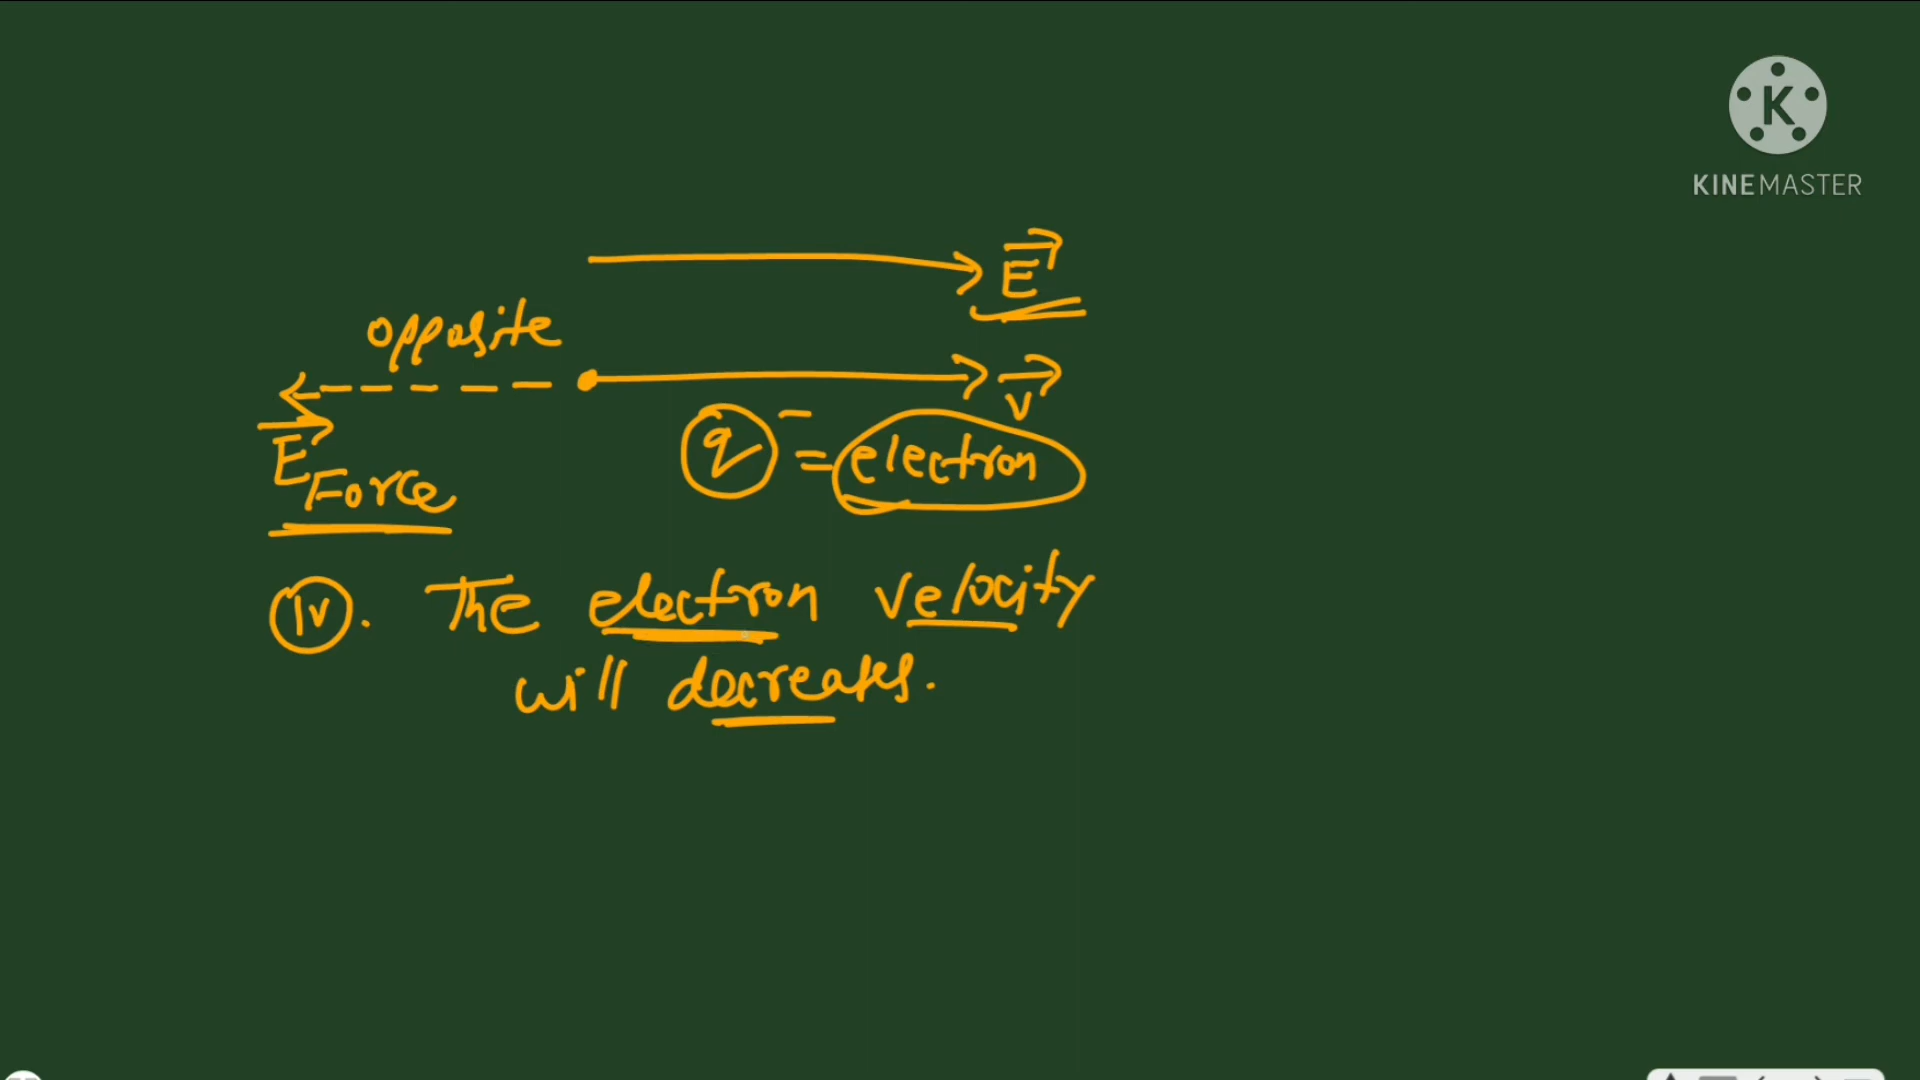 K
KINEMASTER
E
opposite
v
q⁻ = electron
E Force
(iv). The electron velocity
will decreases.